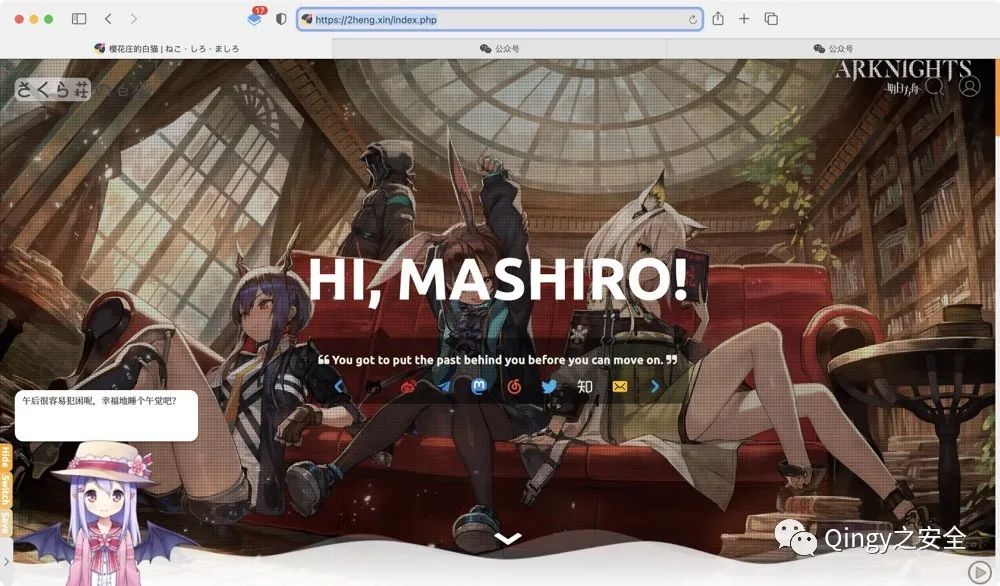 17
https://2heng.xin/index.php
樱花庄的白猫 | ねこ・しろ・ましろ
公众号
公众号
さくら荘
ARKNIGHTS
明日方舟
HI, MASHIRO!
❝ You got to put the past behind you before you can move on. ❞
知
午后很容易犯困呢，幸福地睡个午觉吧？
Hide
Switch
Save
Qingy之安全